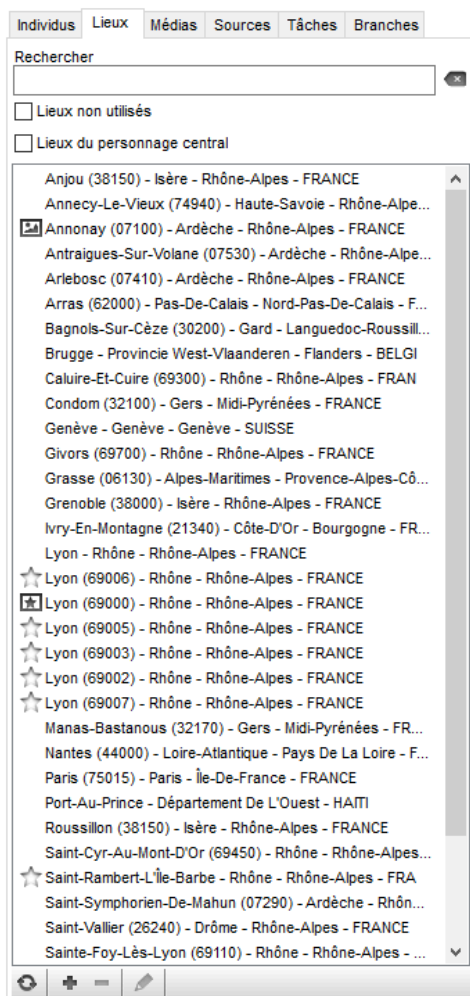 Individus Lieux Médias Sources Tâches Branches
Rechercher
Lieux non utilisés
Lieux du personnage central
Anjou (38150) - Isère - Rhône-Alpes - FRANCE
Annecy-Le-Vieux (74940) - Haute-Savoie - Rhône-Alpe...
Annonay (07100) - Ardèche - Rhône-Alpes - FRANCE
Antraigues-Sur-Volane (07530) - Ardèche - Rhône-Alpe...
Arlebosc (07410) - Ardèche - Rhône-Alpes - FRANCE
Arras (62000) - Pas-De-Calais - Nord-Pas-De-Calais - F...
Bagnols-Sur-Cèze (30200) - Gard - Languedoc-Roussill...
Brugge - Provincie West-Vlaanderen - Flanders - BELGI
Caluire-Et-Cuire (69300) - Rhône - Rhône-Alpes - FRAN
Condom (32100) - Gers - Midi-Pyrénées - FRANCE
Genève - Genève - Genève - SUISSE
Givors (69700) - Rhône - Rhône-Alpes - FRANCE
Grasse (06130) - Alpes-Maritimes - Provence-Alpes-Cô...
Grenoble (38000) - Isère - Rhône-Alpes - FRANCE
Ivry-En-Montagne (21340) - Côte-D'Or - Bourgogne - FR...
Lyon - Rhône - Rhône-Alpes - FRANCE
Lyon (69006) - Rhône - Rhône-Alpes - FRANCE
Lyon (69000) - Rhône - Rhône-Alpes - FRANCE
Lyon (69005) - Rhône - Rhône-Alpes - FRANCE
Lyon (69003) - Rhône - Rhône-Alpes - FRANCE
Lyon (69002) - Rhône - Rhône-Alpes - FRANCE
Lyon (69007) - Rhône - Rhône-Alpes - FRANCE
Manas-Bastanous (32170) - Gers - Midi-Pyrénées - FR...
Nantes (44000) - Loire-Atlantique - Pays De La Loire - F...
Paris (75015) - Paris - Île-De-France - FRANCE
Port-Au-Prince - Département De L'Ouest - HAITI
Roussillon (38150) - Isère - Rhône-Alpes - FRANCE
Saint-Cyr-Au-Mont-D'Or (69450) - Rhône - Rhône-Alpes...
Saint-Rambert-L'Île-Barbe - Rhône - Rhône-Alpes - FRA
Saint-Symphorien-De-Mahun (07290) - Ardèche - Rhôn...
Saint-Vallier (26240) - Drôme - Rhône-Alpes - FRANCE
Sainte-Foy-Lès-Lyon (69110) - Rhône - Rhône-Alpes - ...